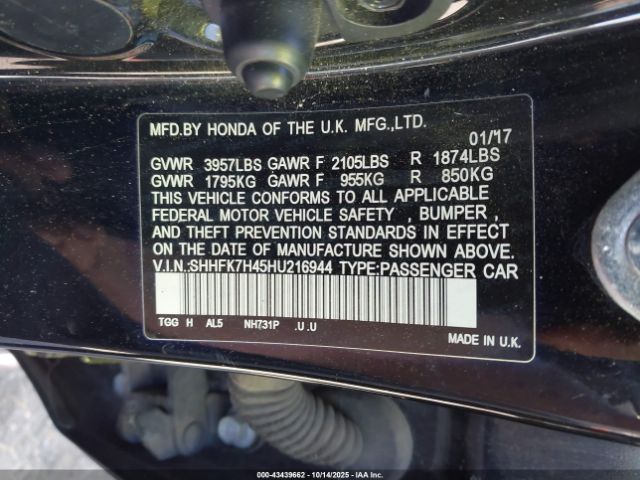 MFD.BY HONDA OF THE U.K. MFG.,LTD.
01/17
GVWR 3957LBS GAWR F 2105LBS R 1874LBS
GVWR 1795KG GAWR F 955KG R 850KG
THIS VEHICLE CONFORMS TO ALL APPLICABLE
FEDERAL MOTOR VEHICLE SAFETY , BUMPER ,
AND THEFT PREVENTION STANDARDS IN EFFECT
ON THE DATE OF MANUFACTURE SHOWN ABOVE.
V.I.N.:SHHFK7H45HU216944 TYPE:PASSENGER CAR
TGG H AL5 NH731P .U.U
MADE IN U.K.
000-43439662 - 10/14/2025 - COPYRIGHT IAA, INC.